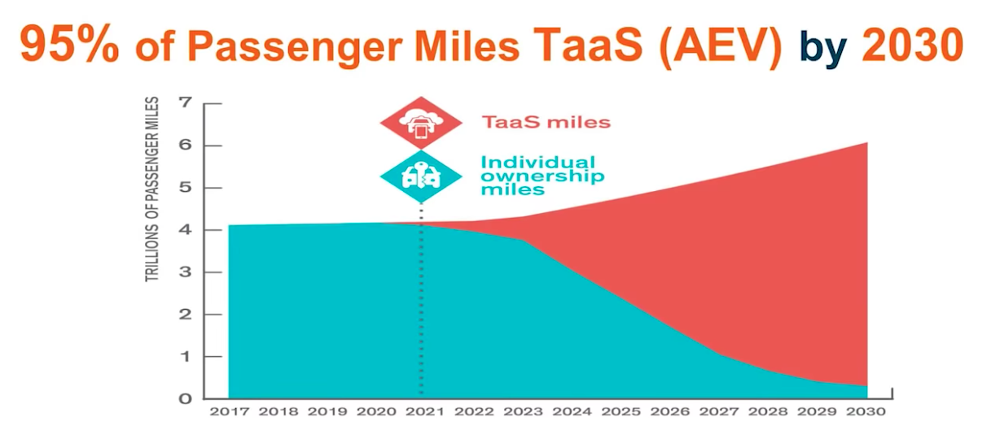 95% of Passenger Miles TaaS (AEV) by 2030
TRILLIONS OF PASSENGER MILES
7
6
5
4
3
2
1
0
TaaS miles
Individual
ownership
miles
2017 2018 2019 2020 2021 2022 2023 2024 2025 2026 2027 2028 2029 2030